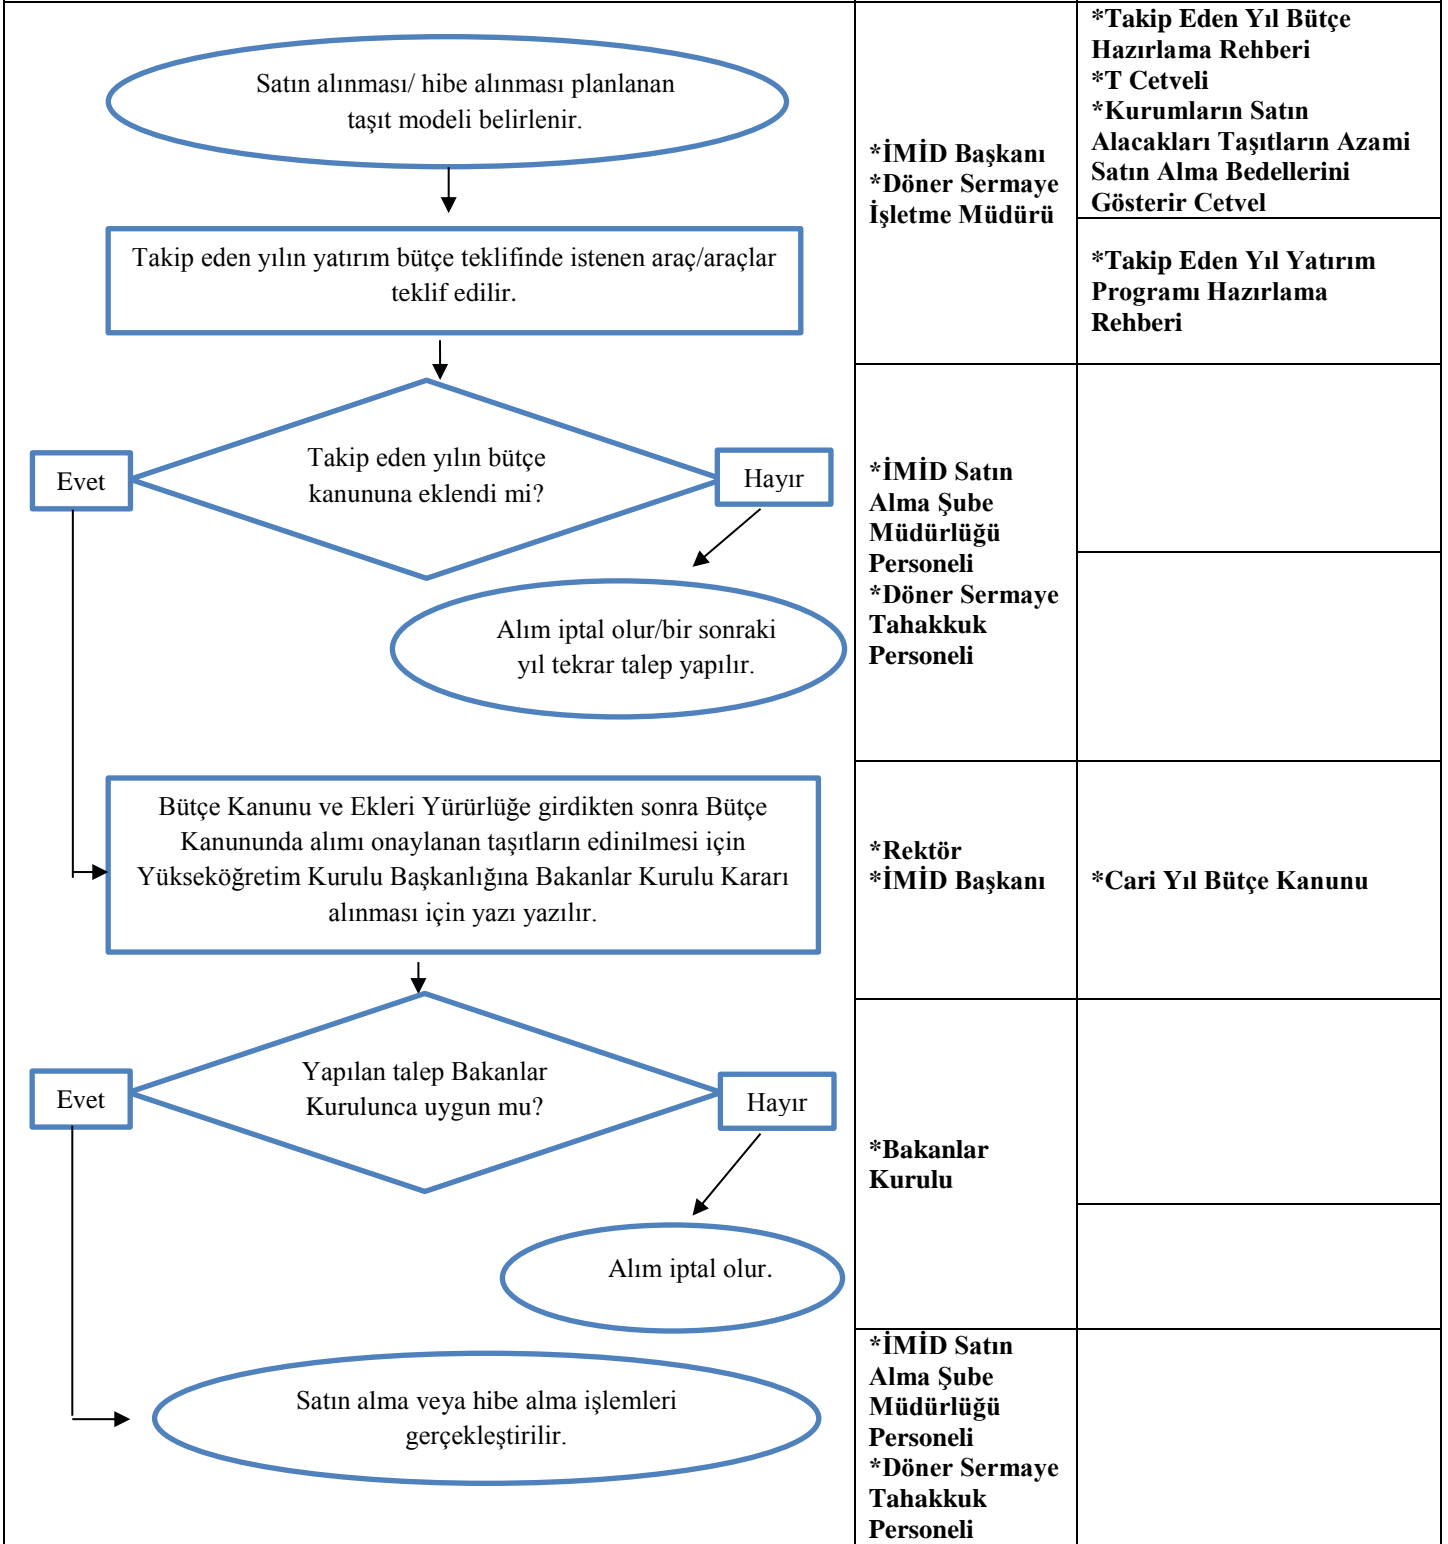 Satın alınması/ hibe alınması planlanan
taşıt modeli belirlenir.
*İMİD Başkanı
*Döner Sermaye
İşletme Müdürü
*Takip Eden Yıl Bütçe
Hazırlama Rehberi
*T Cetveli
*Kurumların Satın
Alacakları Taşıtların Azami
Satın Alma Bedellerini
Gösterir Cetvel
Takip eden yılın yatırım bütçe teklifinde istenen araç/araçlar
teklif edilir.
*Takip Eden Yıl Yatırım
Programı Hazırlama
Rehberi
Takip eden yılın bütçe
kanununa eklendi mi?
Evet
Hayır
Alım iptal olur/bir sonraki
yıl tekrar talep yapılır.
*İMİD Satın
Alma Şube
Müdürlüğü
Personeli
*Döner Sermaye
Tahakkuk
Personeli
Bütçe Kanunu ve Ekleri Yürürlüğe girdikten sonra Bütçe
Kanununda alımı onaylanan taşıtların edinilmesi için
Yükseköğretim Kurulu Başkanlığına Bakanlar Kurulu Kararı
alınması için yazı yazılır.
*Rektör
*İMİD Başkanı
*Cari Yıl Bütçe Kanunu
Yapılan talep Bakanlar
Kurulunca uygun mu?
Evet
Hayır
Alım iptal olur.
*Bakanlar
Kurulu
Satın alma veya hibe alma işlemleri
gerçekleştirilir.
*İMİD Satın
Alma Şube
Müdürlüğü
Personeli
*Döner Sermaye
Tahakkuk
Personeli